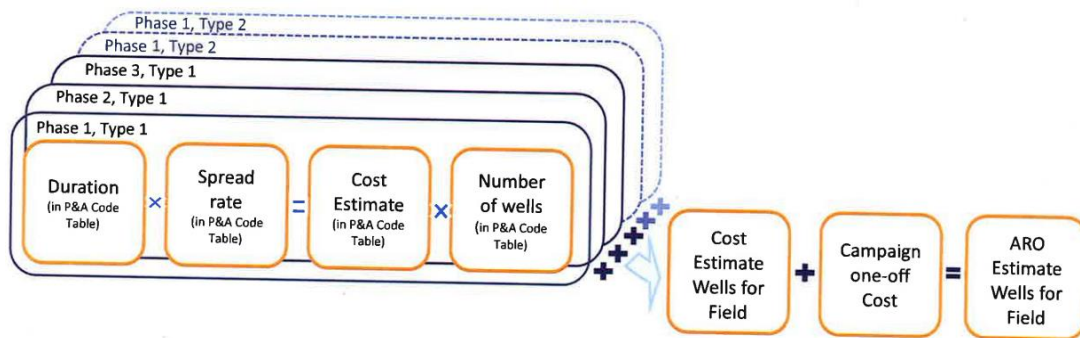 Phase 1, Type 2
Phase 1, Type 2
Phase 3, Type 1
Phase 2, Type 1
Phase 1, Type 1
Duration
(in P&A Code
Table)
×
Spread
rate
(in P&A Code
Table)
=
Cost
Estimate
(in P&A Code
Table)
×
Number
of wells
(in P&A Code
Table)
+
+
+
+
+
Cost
Estimate
Wells for
Field
+
Campaign
one-off
Cost
=
ARO
Estimate
Wells for
Field